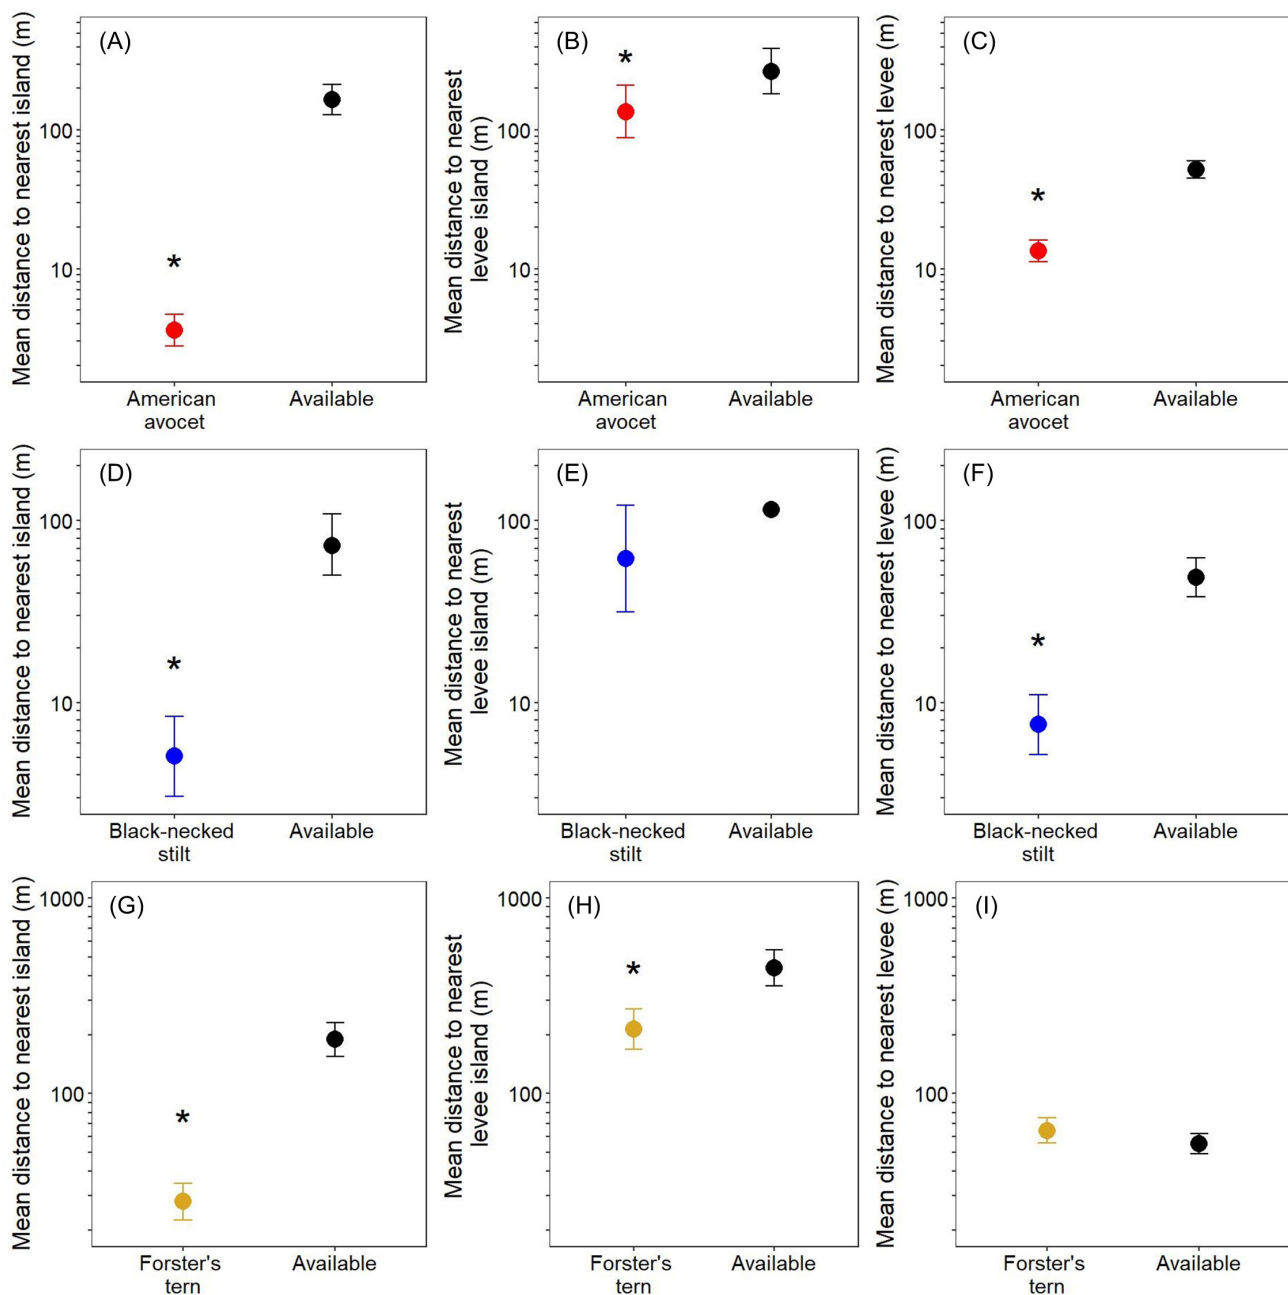 (A)
Mean distance to nearest island (m)
100
10
*
American
avocet
Available
(B)
Mean distance to nearest
levee island (m)
100
10
*
American
avocet
Available
(C)
Mean distance to nearest levee (m)
100
10
*
American
avocet
Available
(D)
Mean distance to nearest island (m)
100
10
*
Black-necked
stilt
Available
(E)
Mean distance to nearest
levee island (m)
100
10
Black-necked
stilt
Available
(F)
Mean distance to nearest levee (m)
100
10
*
Black-necked
stilt
Available
(G)
Mean distance to nearest island (m)
1000
100
*
Forster's
tern
Available
(H)
Mean distance to nearest
levee island (m)
1000
100
*
Forster's
tern
Available
(I)
Mean distance to nearest levee (m)
1000
100
Forster's
tern
Available